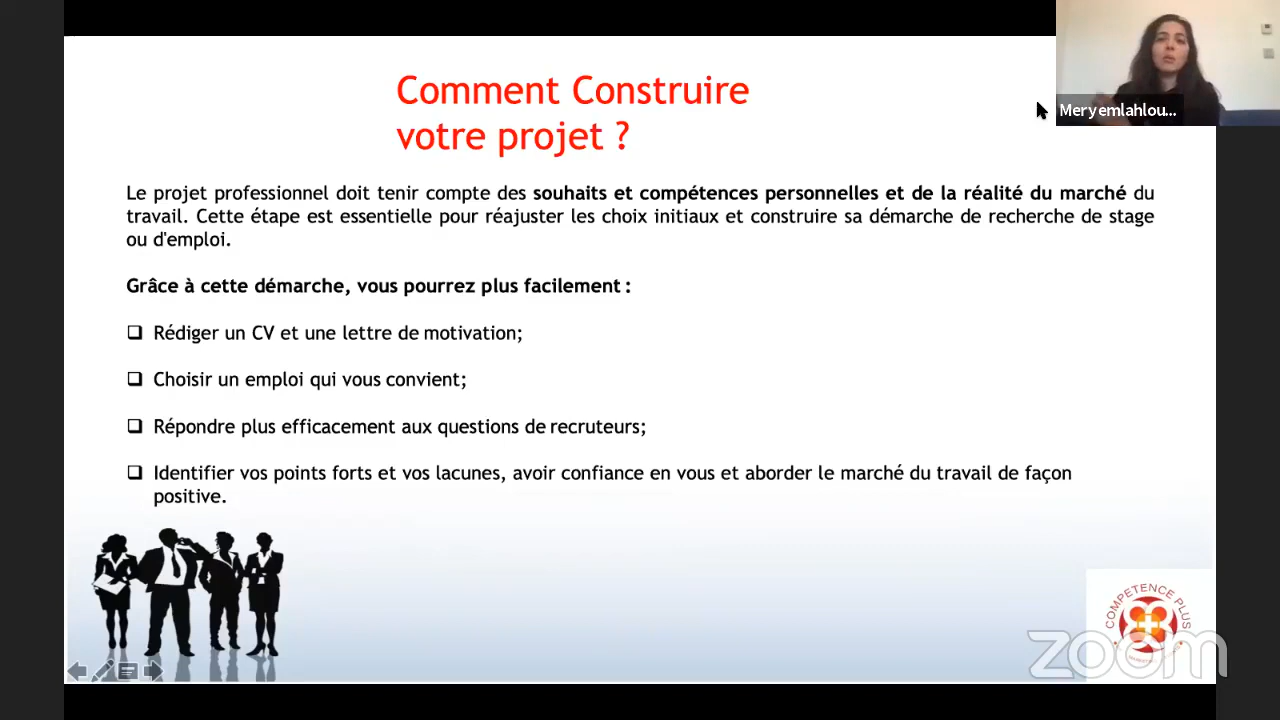 Comment Construire
votre projet ?
Meryemlahlou...
Le projet professionnel doit tenir compte des souhaits et compétences personnelles et de la réalité du marché du
travail. Cette étape est essentielle pour réajuster les choix initiaux et construire sa démarche de recherche de stage
ou d'emploi.
Grâce à cette démarche, vous pourrez plus facilement :
Rédiger un CV et une lettre de motivation;
Choisir un emploi qui vous convient;
Répondre plus efficacement aux questions de recruteurs;
Identifier vos points forts et vos lacunes, avoir confiance en vous et aborder le marché du travail de façon
positive.
COMPETENCE PLUS
zoom